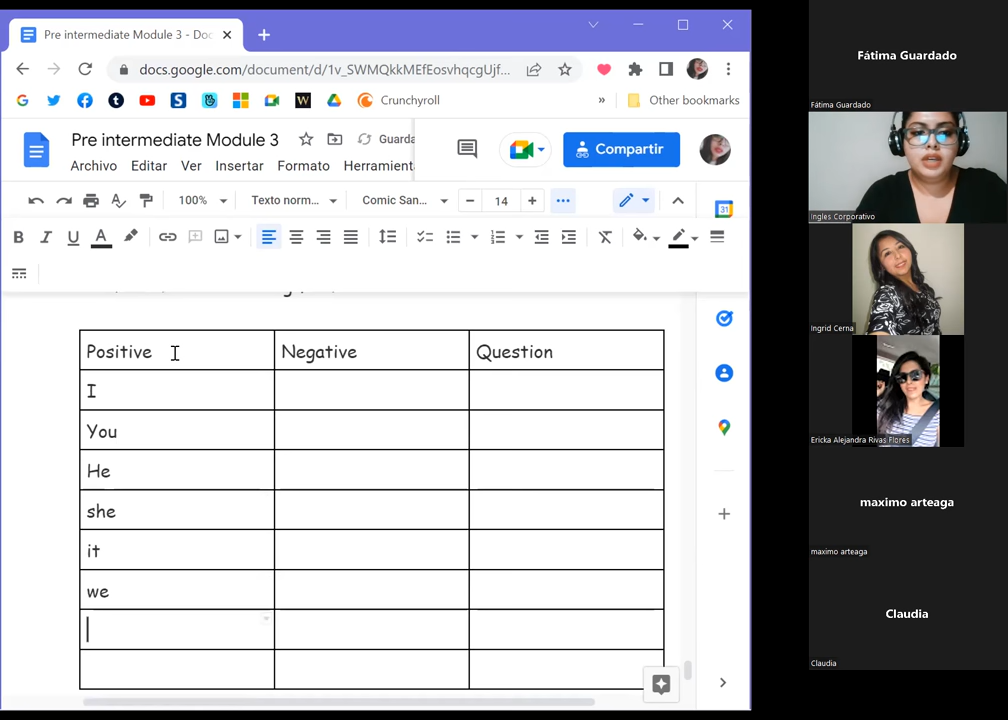 Pre intermediate Module 3 - Doc
docs.google.com/document/d/1v_SWMQkkMEfEosvhqcgUjf...
Crunchyroll
»
Other bookmarks
Pre intermediate Module 3
Guarda
Compartir
Archivo Editar Ver Insertar Formato Herramient
100% Texto norm... Comic San... 14
31
Positive Negative Question
I
You
He
she
it
we
Fátima Guardado
Fátima Guardado
Ingles Corporativo
Ingrid Cerna
Ericka Alejandra Rivas Flores
maximo arteaga
maximo arteaga
Claudia
Claudia